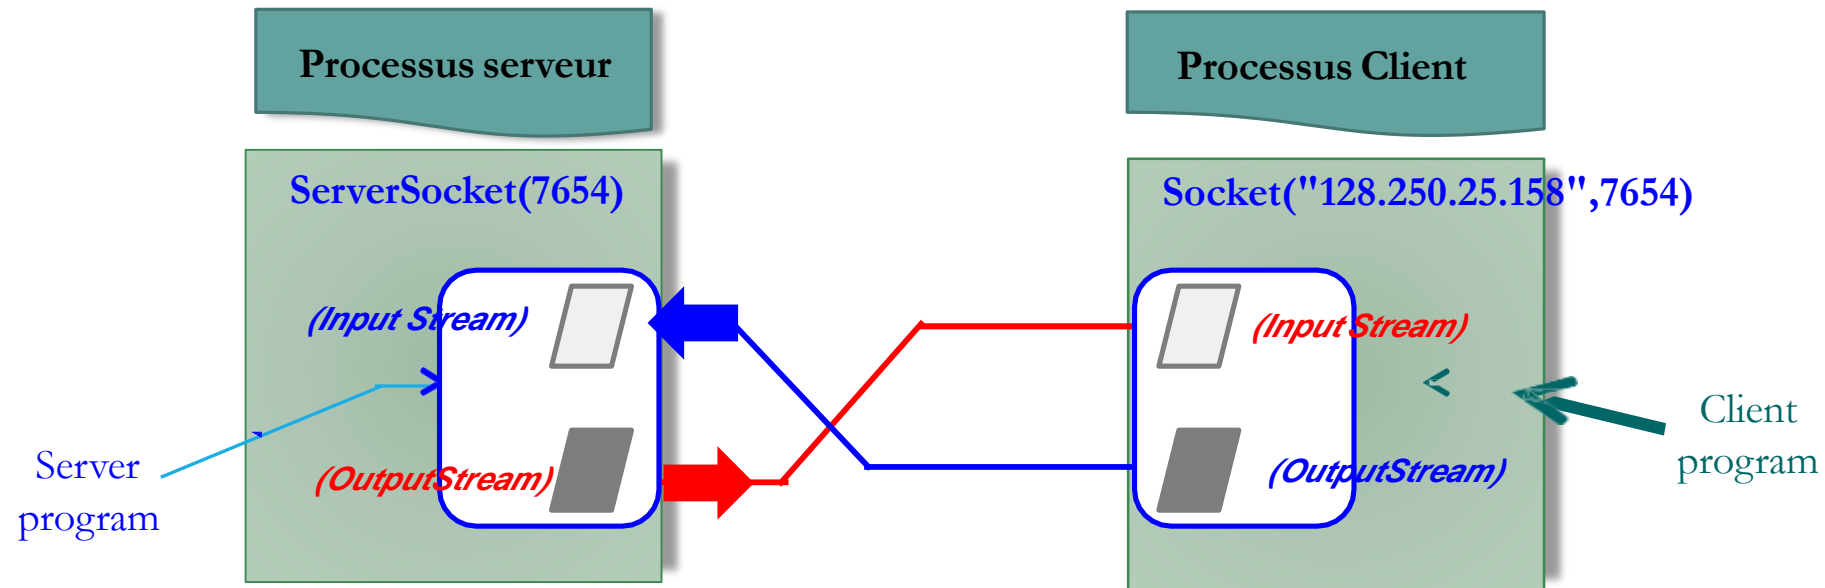 Processus serveur
Processus Client
ServerSocket(7654)
Socket("128.250.25.158",7654)
(Input Stream)
(Input Stream)
Server
program
(OutputStream)
(OutputStream)
Client
program